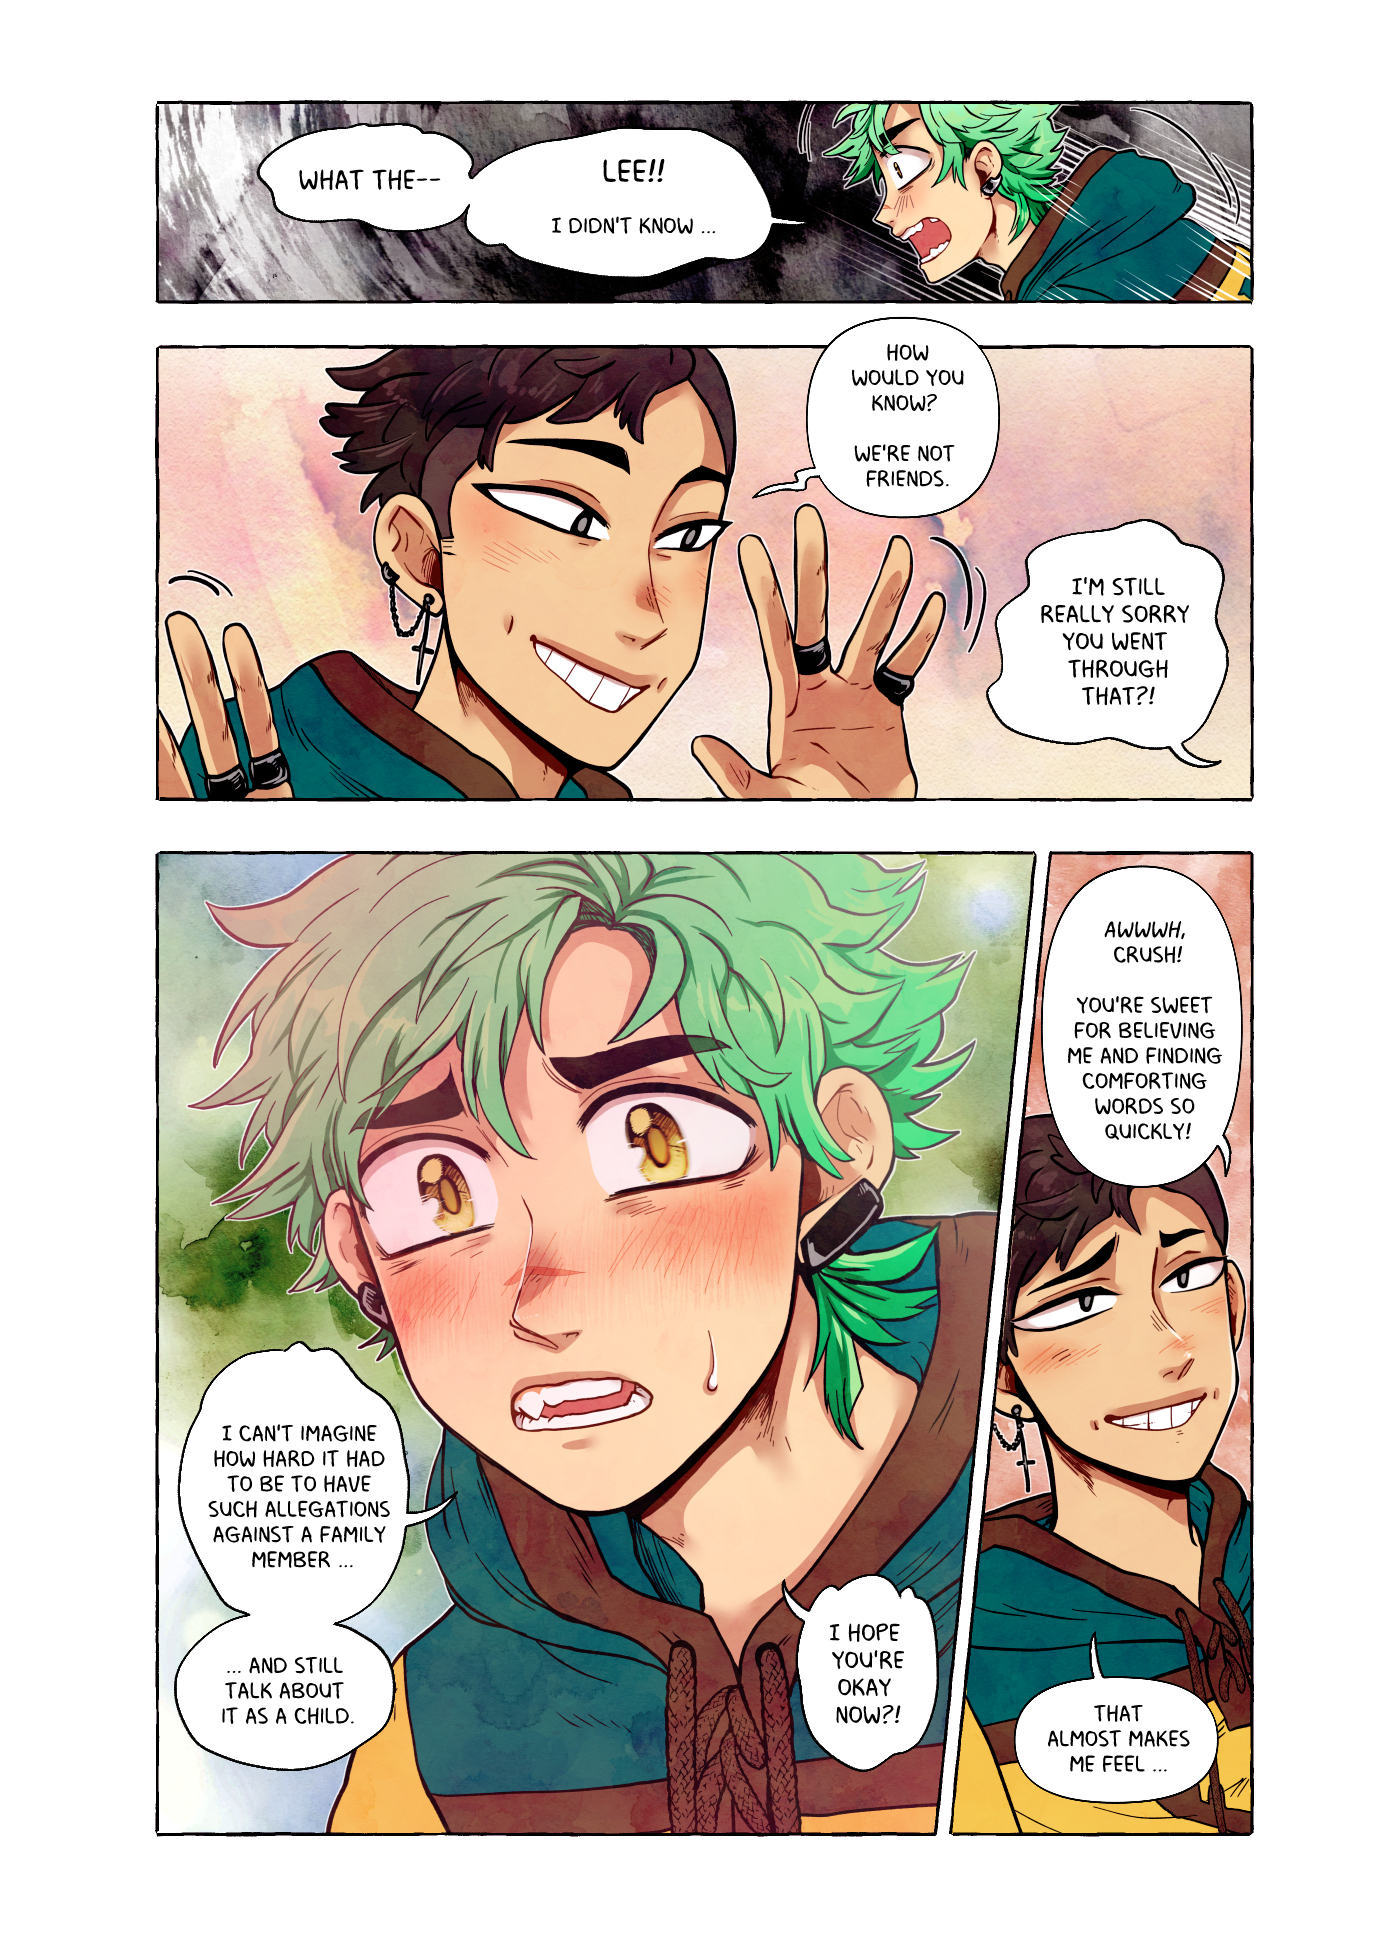 WHAT THE--
LEE!!
I DIDN'T KNOW ...
HOW
WOULD YOU
KNOW?
WE'RE NOT
FRIENDS.
I'M STILL
REALLY SORRY
YOU WENT
THROUGH
THAT?!
I CAN'T IMAGINE
HOW HARD IT HAD
TO BE TO HAVE
SUCH ALLEGATIONS
AGAINST A FAMILY
MEMBER ...
... AND STILL
TALK ABOUT
IT AS A CHILD.
I HOPE
YOU'RE
OKAY
NOW?!
AWWWH,
CRUSH!
YOU'RE SWEET
FOR BELIEVING
ME AND FINDING
COMFORTING
WORDS SO
QUICKLY!
THAT
ALMOST MAKES
ME FEEL ...